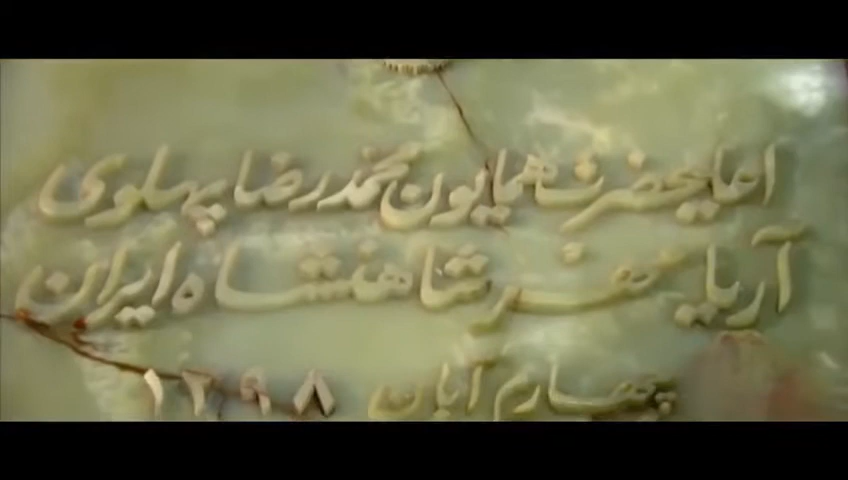 اعلیحضرت همایون محمدرضا پهلوی
آریامهر شاهنشاه ایران
چهارم آبان ۱۲۹۸